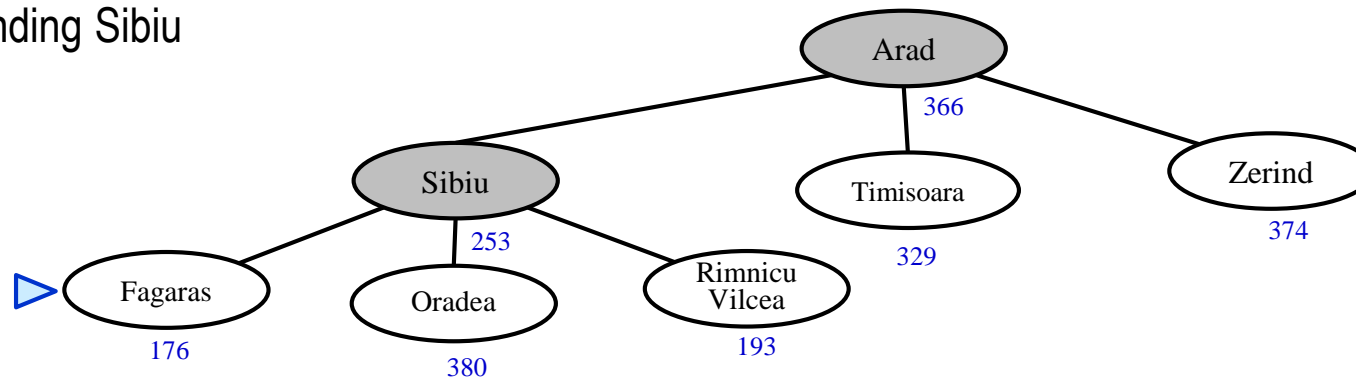 nding Sibiu
Arad
366
Sibiu
253
Timisoara
329
Zerind
374
Fagaras
176
Oradea
380
Rimnicu
Vilcea
193